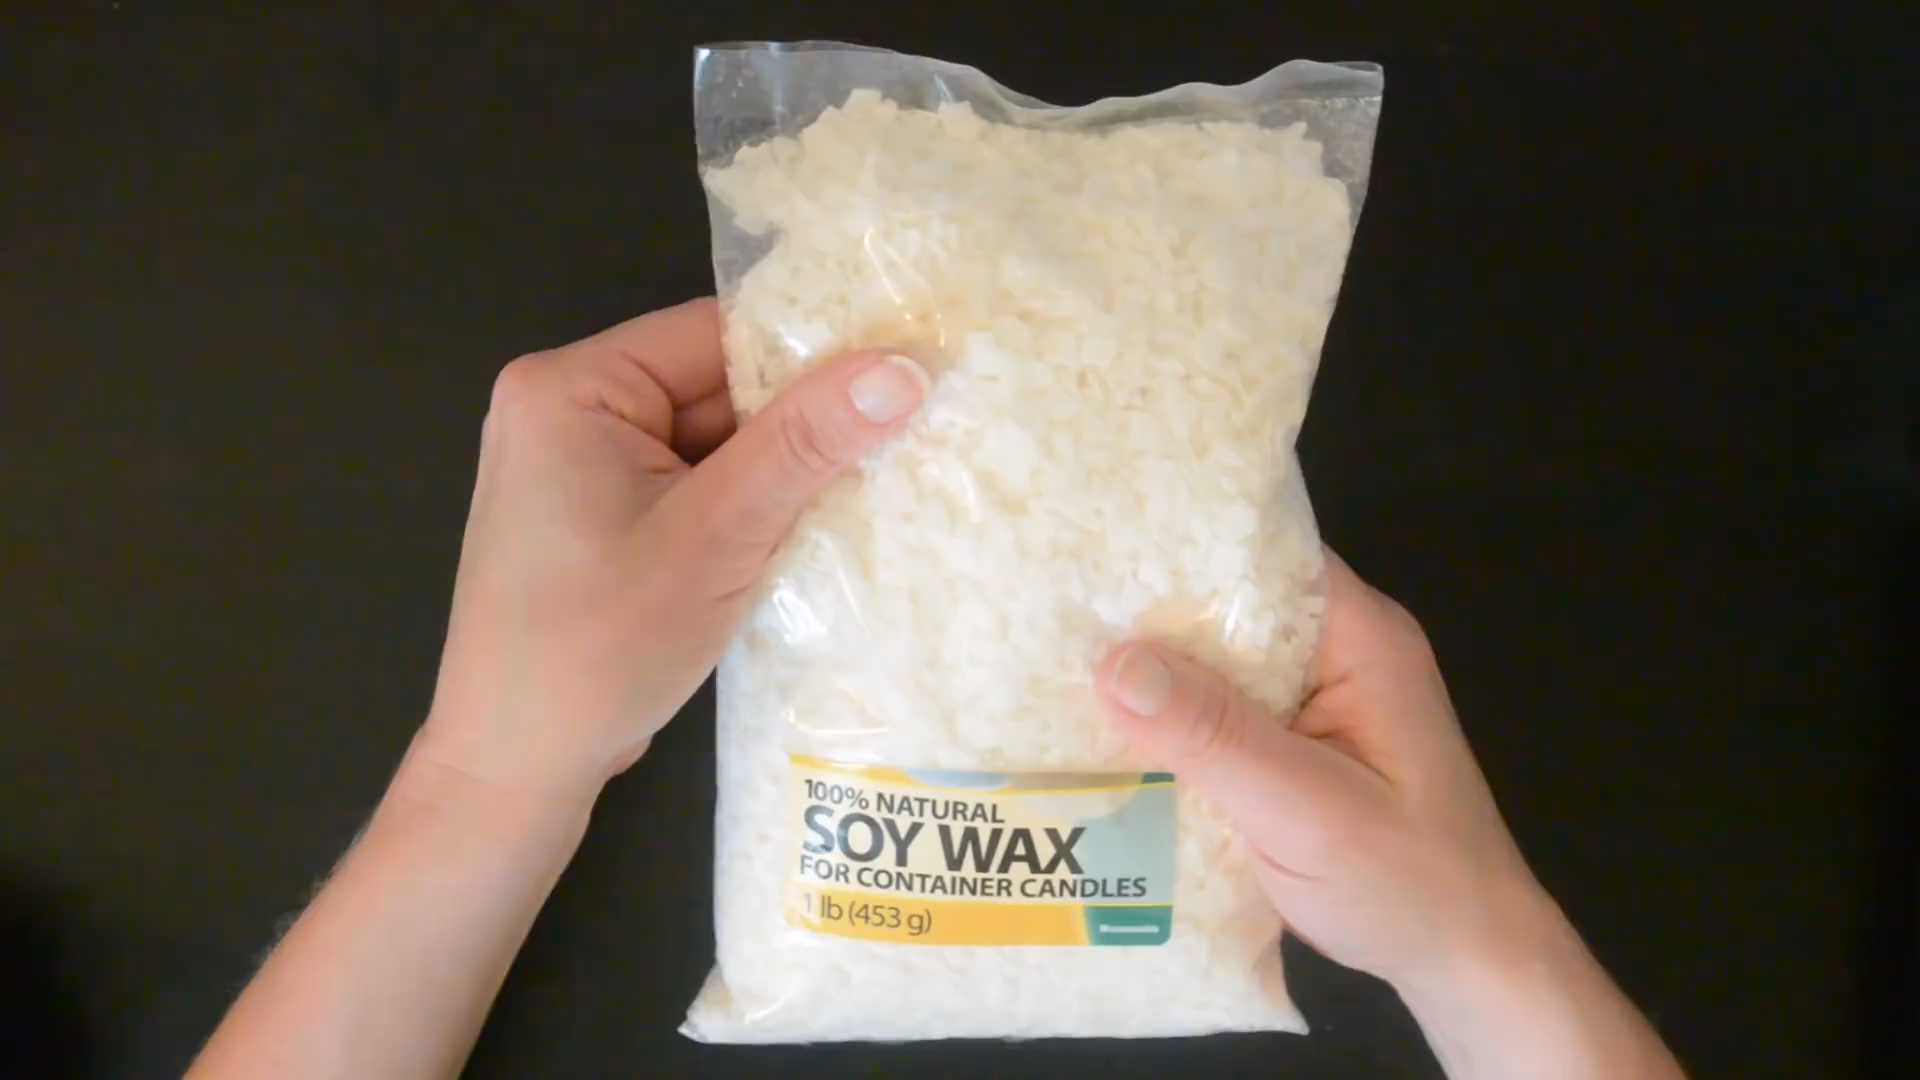 100% NATURAL
SOY WAX
FOR CONTAINER CANDLES
1 lb (453 g)